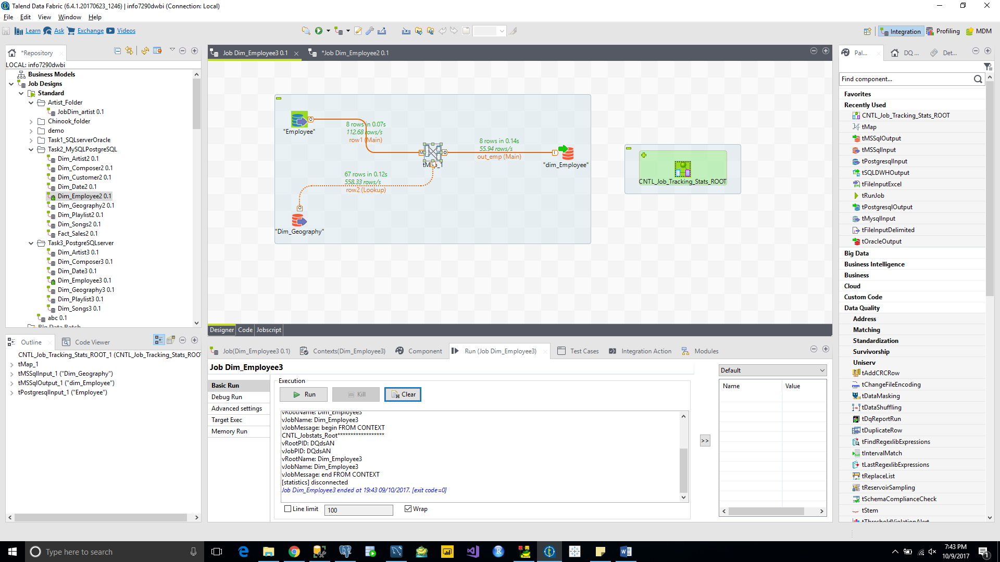 Talend Data Fabric (6.4.1.20170623_1246) | info7290dwbi (Connection: Local)
File Edit View Window Help
Learn Ask Exchange Videos
Integration Profiling MDM
*Repository
LOCAL: info7290dwbi
Business Models
Job Designs
Standard
Artist_Folder
JobDim_artist 0.1
Chinook_folder
demo
Task1_SQLserverOracle
Task2_MySQLPostgreSQL
Dim_Artist2 0.1
Dim_Composer2 0.1
Dim_Customer2 0.1
Dim_Date2 0.1
Dim_Employee2 0.1
Dim_Geography2 0.1
Dim_Playlist2 0.1
Dim_Songs2 0.1
Fact_Sales2 0.1
Task3_PostgreSQLserver
Dim_Artist3 0.1
Dim_Composer3 0.1
Dim_Date3 0.1
Dim_Employee3 0.1
Dim_Geography3 0.1
Dim_Playlist3 0.1
Dim_Songs3 0.1
abc 0.1
Big Data Batch
Outline Code Viewer
CNTL_Job_Tracking_Stats_ROOT_1 (CNTL_Job_Tracking_Stats_ROO
tMap_1
tMSSqlInput_1 ("Dim_Geography")
tMSSqlOutput_1 ("dim_Employee")
tPostgresqlInput_1 ("Employee")
Job Dim_Employee3 0.1 *Job Dim_Employee2 0.1
"Employee"
8 rows in 0.07s
112.68 rows/s
row1 (Main)
tMap_1
8 rows in 0.14s
55.94 rows/s
out_emp (Main)
"dim_Employee"
67 rows in 0.12s
558.33 rows/s
row2 (Lookup)
"Dim_Geography"
CNTL_Job_Tracking_Stats_ROOT
Designer Code Jobscript
Job(Dim_Employee3 0.1) Contexts(Dim_Employee3) Component Run (Job Dim_Employee3) Test Cases Integration Action Modules
Job Dim_Employee3
Basic Run
Debug Run
Advanced settings
Target Exec
Memory Run
Execution
Run Kill Clear
vRootName: Dim_Employee3
vJobName: Dim_Employee3
vJobMessage: begin FROM CONTEXT
CNTL_Jobstats_Root******************
vRootPID: DQdsAN
vJobPID: DQdsAN
vRootName: Dim_Employee3
vJobName: Dim_Employee3
vJobMessage: end FROM CONTEXT
[statistics] disconnected
Job Dim_Employee3 ended at 19:43 09/10/2017. [exit code=0]
Line limit 100 Wrap
>>
Default
Name Value
Pal... DQ ... Det...
Find component...
Favorites
Recently Used
CNTL_Job_Tracking_Stats_ROOT
tMap
tMSSqlOutput
tMSSqlInput
tPostgresqlInput
tSQLDWHOutput
tFileInputExcel
tRunJob
tPostgresqlOutput
tMysqlInput
tFileInputDelimited
tOracleOutput
Big Data
Business Intelligence
Business
Cloud
Custom Code
Data Quality
Address
Matching
Standardization
Survivorship
Uniserv
tAddCRCRow
tChangeFileEncoding
tDataMasking
tDataShuffling
tDqReportRun
tDuplicateRow
tFindRegexlibExpressions
tIntervalMatch
tLastRegexlibExpressions
tReplaceList
tReservoirSampling
tSchemaComplianceCheck
tStem
tThresholdViolationAlert
Type here to search
7:43 PM
10/9/2017